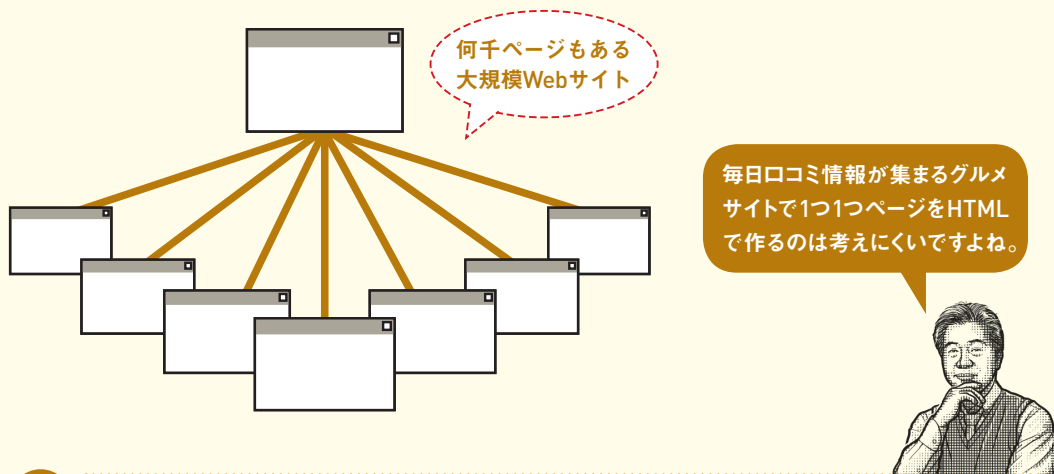 何千ページもある
大規模Webサイト
毎日口コミ情報が集まるグルメ
サイトで1つ1つページをHTML
で作るのは考えにくいですよね。